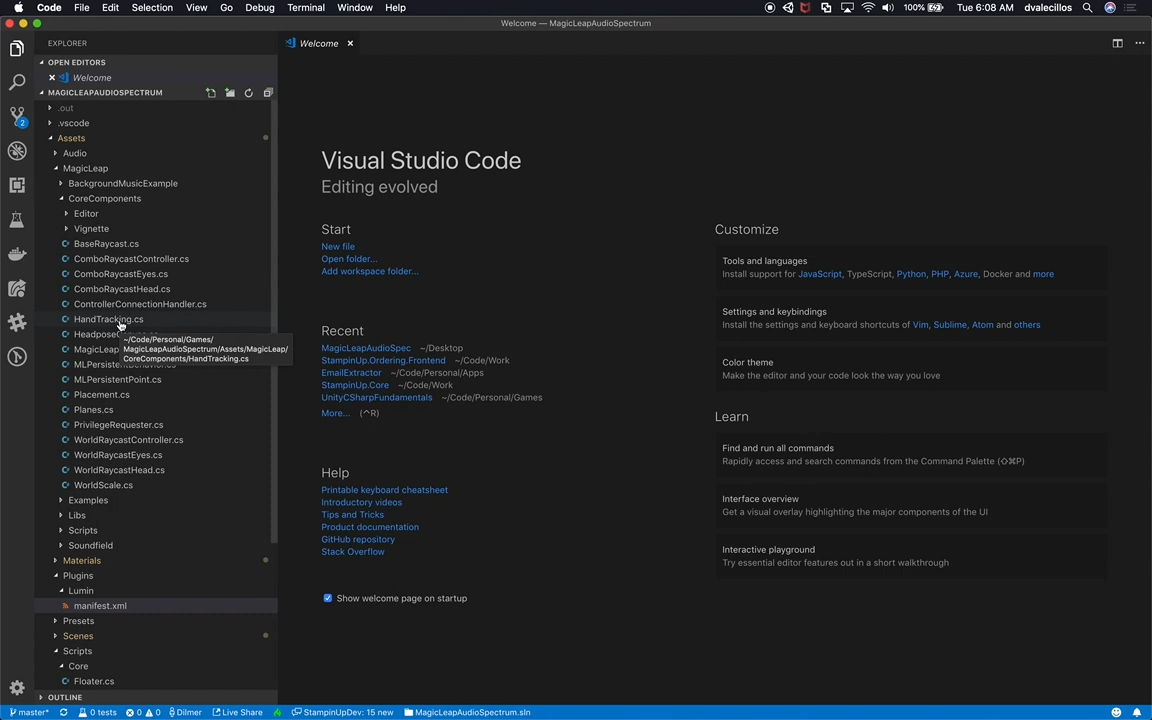 Code File Edit Selection View Go Debug Terminal Window Help
100% Tue 6:08 AM dvalecillos
Welcome — MagicLeapAudioSpectrum
EXPLORER
OPEN EDITORS
Welcome
MAGICLEAPAUDIOSPECTRUM
.out
.vscode
Assets
Audio
MagicLeap
BackgroundMusicExample
CoreComponents
Editor
Vignette
BaseRaycast.cs
ComboRaycastController.cs
ComboRaycastEyes.cs
ComboRaycastHead.cs
ControllerConnectionHandler.cs
HandTracking.cs
~/Code/Personal/Games/
MagicLeapAudioSpectrum/Assets/MagicLeap/
CoreComponents/HandTracking.cs
MLPersistentPoint.cs
Placement.cs
Planes.cs
PrivilegeRequester.cs
WorldRaycastController.cs
WorldRaycastEyes.cs
WorldRaycastHead.cs
WorldScale.cs
Examples
Libs
Scripts
Soundfield
Materials
Plugins
Lumin
manifest.xml
Presets
Scenes
Scripts
Core
Floater.cs
OUTLINE
Welcome
Visual Studio Code
Editing evolved
Start
New file
Open folder...
Add workspace folder...
Recent
MagicLeapAudioSpec ~/Desktop
StampinUp.Ordering.Frontend ~/Code/Work
EmailExtractor ~/Code/Personal/Apps
StampinUp.Core ~/Code/Work
UnityCSharpFundamentals ~/Code/Personal/Games
More... (^R)
Help
Printable keyboard cheatsheet
Introductory videos
Tips and Tricks
Product documentation
GitHub repository
Stack Overflow
Show welcome page on startup
Customize
Tools and languages
Install support for JavaScript, TypeScript, Python, PHP, Azure, Docker and more
Settings and keybindings
Install the settings and keyboard shortcuts of Vim, Sublime, Atom and others
Color theme
Make the editor and your code look the way you love
Learn
Find and run all commands
Rapidly access and search commands from the Command Palette (⇧⌘P)
Interface overview
Get a visual overlay highlighting the major components of the UI
Interactive playground
Try essential editor features out in a short walkthrough
2
master* 0 tests 0 0 Dilmer Live Share StampinUpDev: 15 new MagicLeapAudioSpectrum.sln